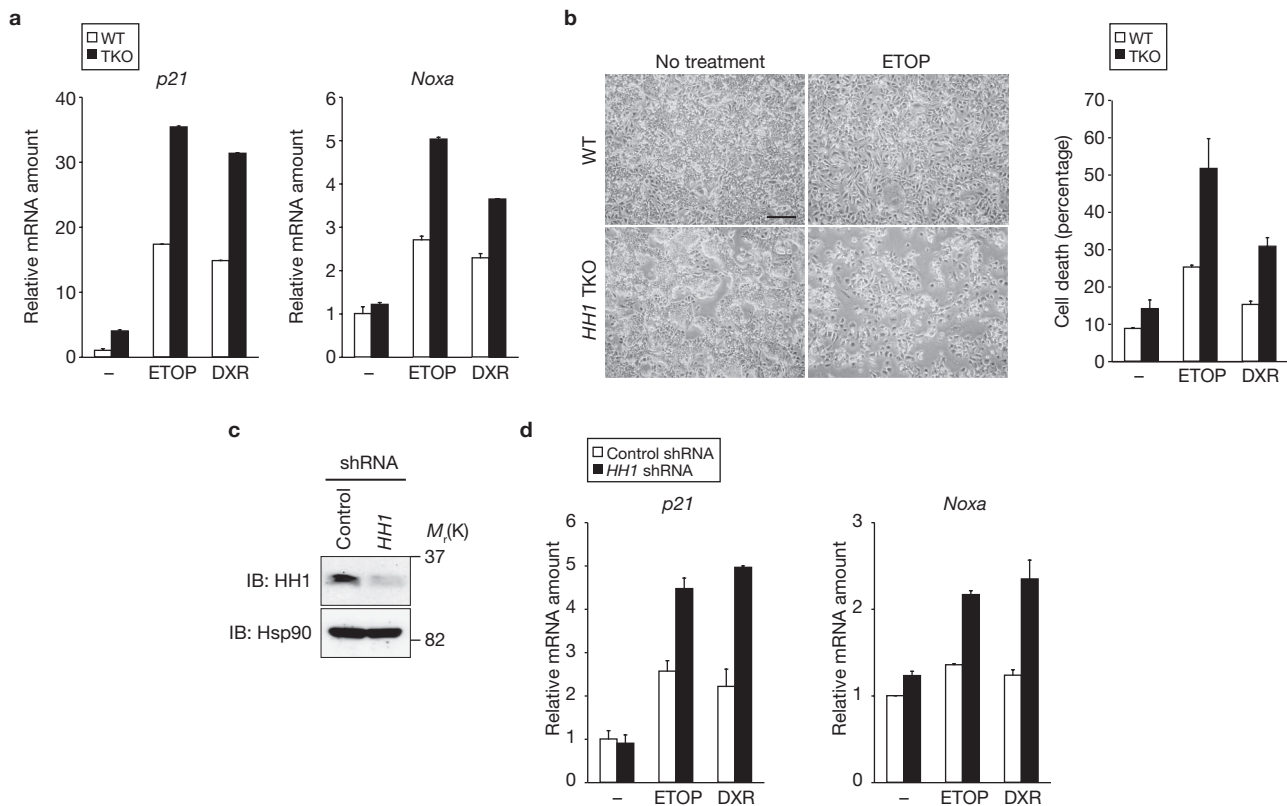 a
WT
TKO
p21
Relative mRNA amount
40
30
20
10
0
–
ETOP
DXR
Noxa
Relative mRNA amount
6
5
4
3
2
1
0
–
ETOP
DXR
b
No treatment
ETOP
WT
HH1 TKO
WT
TKO
Cell death (percentage)
70
60
50
40
30
20
10
0
–
ETOP
DXR
c
shRNA
Control
HH1
Mr(K)
37
IB: HH1
IB: Hsp90
82
d
Control shRNA
HH1 shRNA
p21
Relative mRNA amount
6
5
4
3
2
1
0
–
ETOP
DXR
Noxa
Relative mRNA amount
3
2
1
0
–
ETOP
DXR